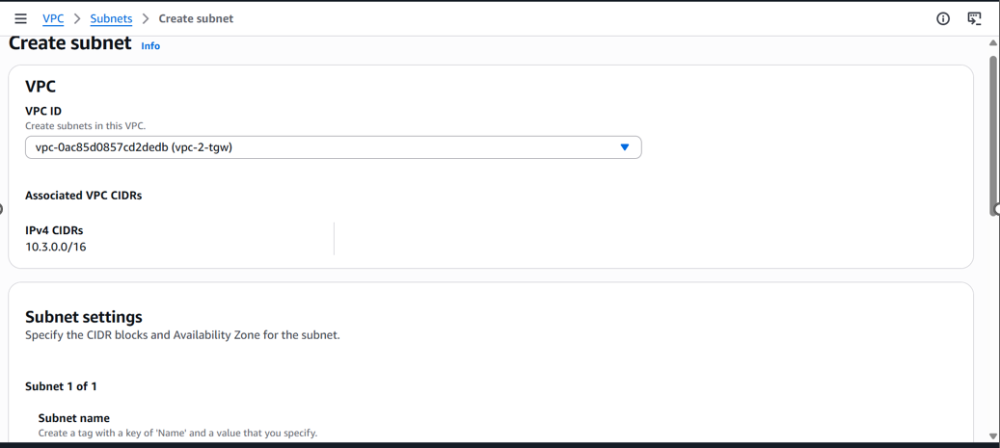 VPC > Subnets > Create subnet
Create subnet Info
VPC
VPC ID
Create subnets in this VPC.
vpc-0ac85d0857cd2dedb (vpc-2-tgw)
Associated VPC CIDRs
IPv4 CIDRs
10.3.0.0/16
Subnet settings
Specify the CIDR blocks and Availability Zone for the subnet.
Subnet 1 of 1
Subnet name
Create a tag with a key of 'Name' and a value that you specify.